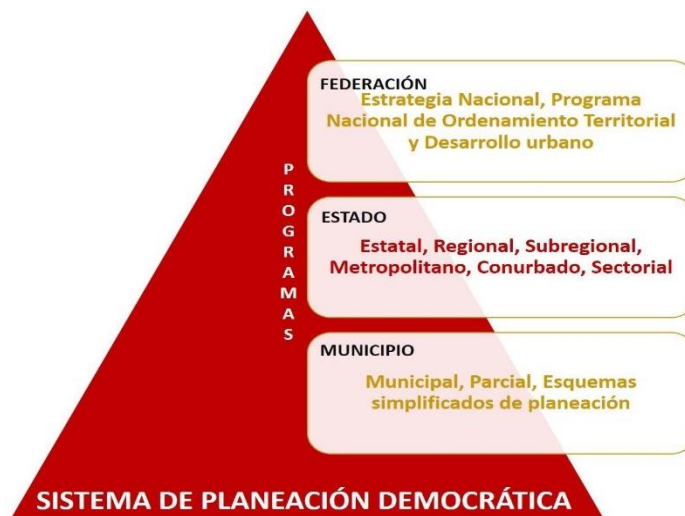 FEDERACIÓN
Estrategia Nacional, Programa
Nacional de Ordenamiento Territorial
y Desarrollo urbano
PROGRAMAS
ESTADO
Estatal, Regional, Subregional,
Metropolitano, Conurbado, Sectorial
MUNICIPIO
Municipal, Parcial, Esquemas
simplificados de planeación
SISTEMA DE PLANEACIÓN DEMOCRÁTICA